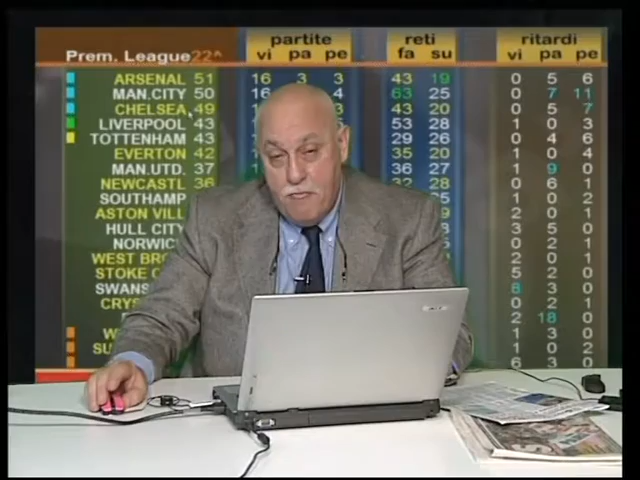 Prem. League 22^ partite reti ritardi
vi pa pe fa su vi pa pe
ARSENAL 51 16 3 3 43 19 0 5 6
MAN.CITY 50 16 4 63 25 0 7 11
CHELSEA 49 43 20 0 5 7
LIVERPOOL 43 53 28 1 0 3
TOTTENHAM 43 29 26 0 4 6
EVERTON 42 35 20 1 0 4
MAN.UTD. 37 36 27 1 9 0
NEWCASTL 36 32 28 0 6 1
SOUTHAMP 1 0 2
ASTON VILL 2 1 1
HULL CITY 3 5 0
NORWIC 0 2 2
WEST BRO 2 2 1
STOKE 5 2 0
SWANS 8 3 0
CRYS 0 2 1
2 18 0
W 1 3 0
SU 1 0 2
6 3 0
acer